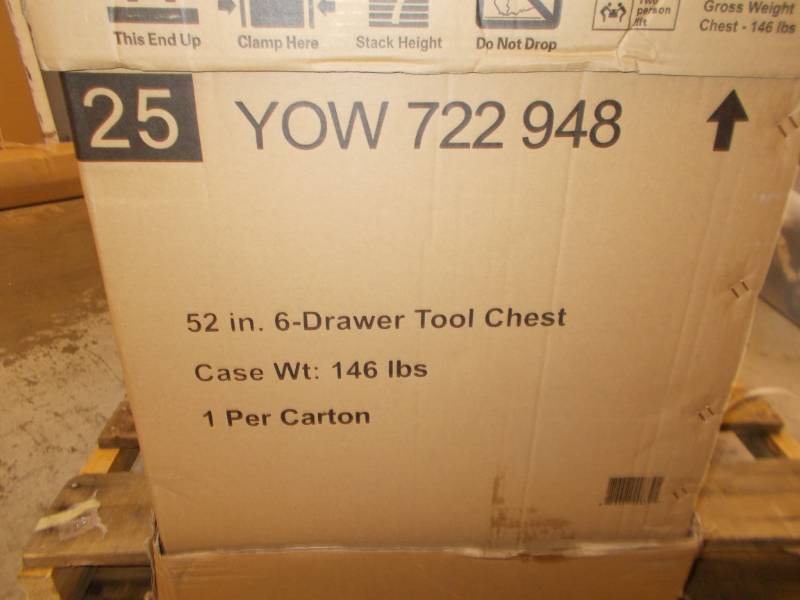 This End Up Clamp Here Stack Height Do Not Drop
Two
person
lift
Gross Weight
Chest - 146 lbs
25 YOW 722 948
52 in. 6-Drawer Tool Chest
Case Wt: 146 lbs
1 Per Carton